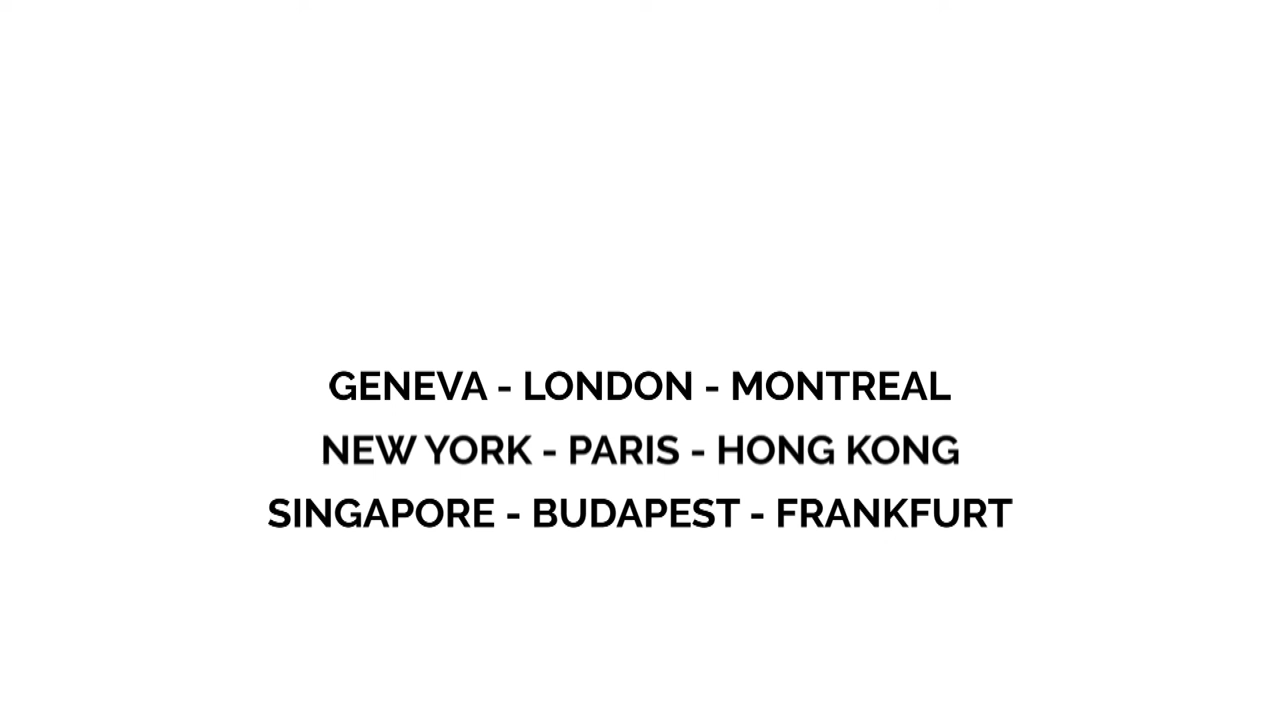 GENEVA - LONDON - MONTREAL
NEW YORK - PARIS - HONG KONG
SINGAPORE - BUDAPEST - FRANKFURT